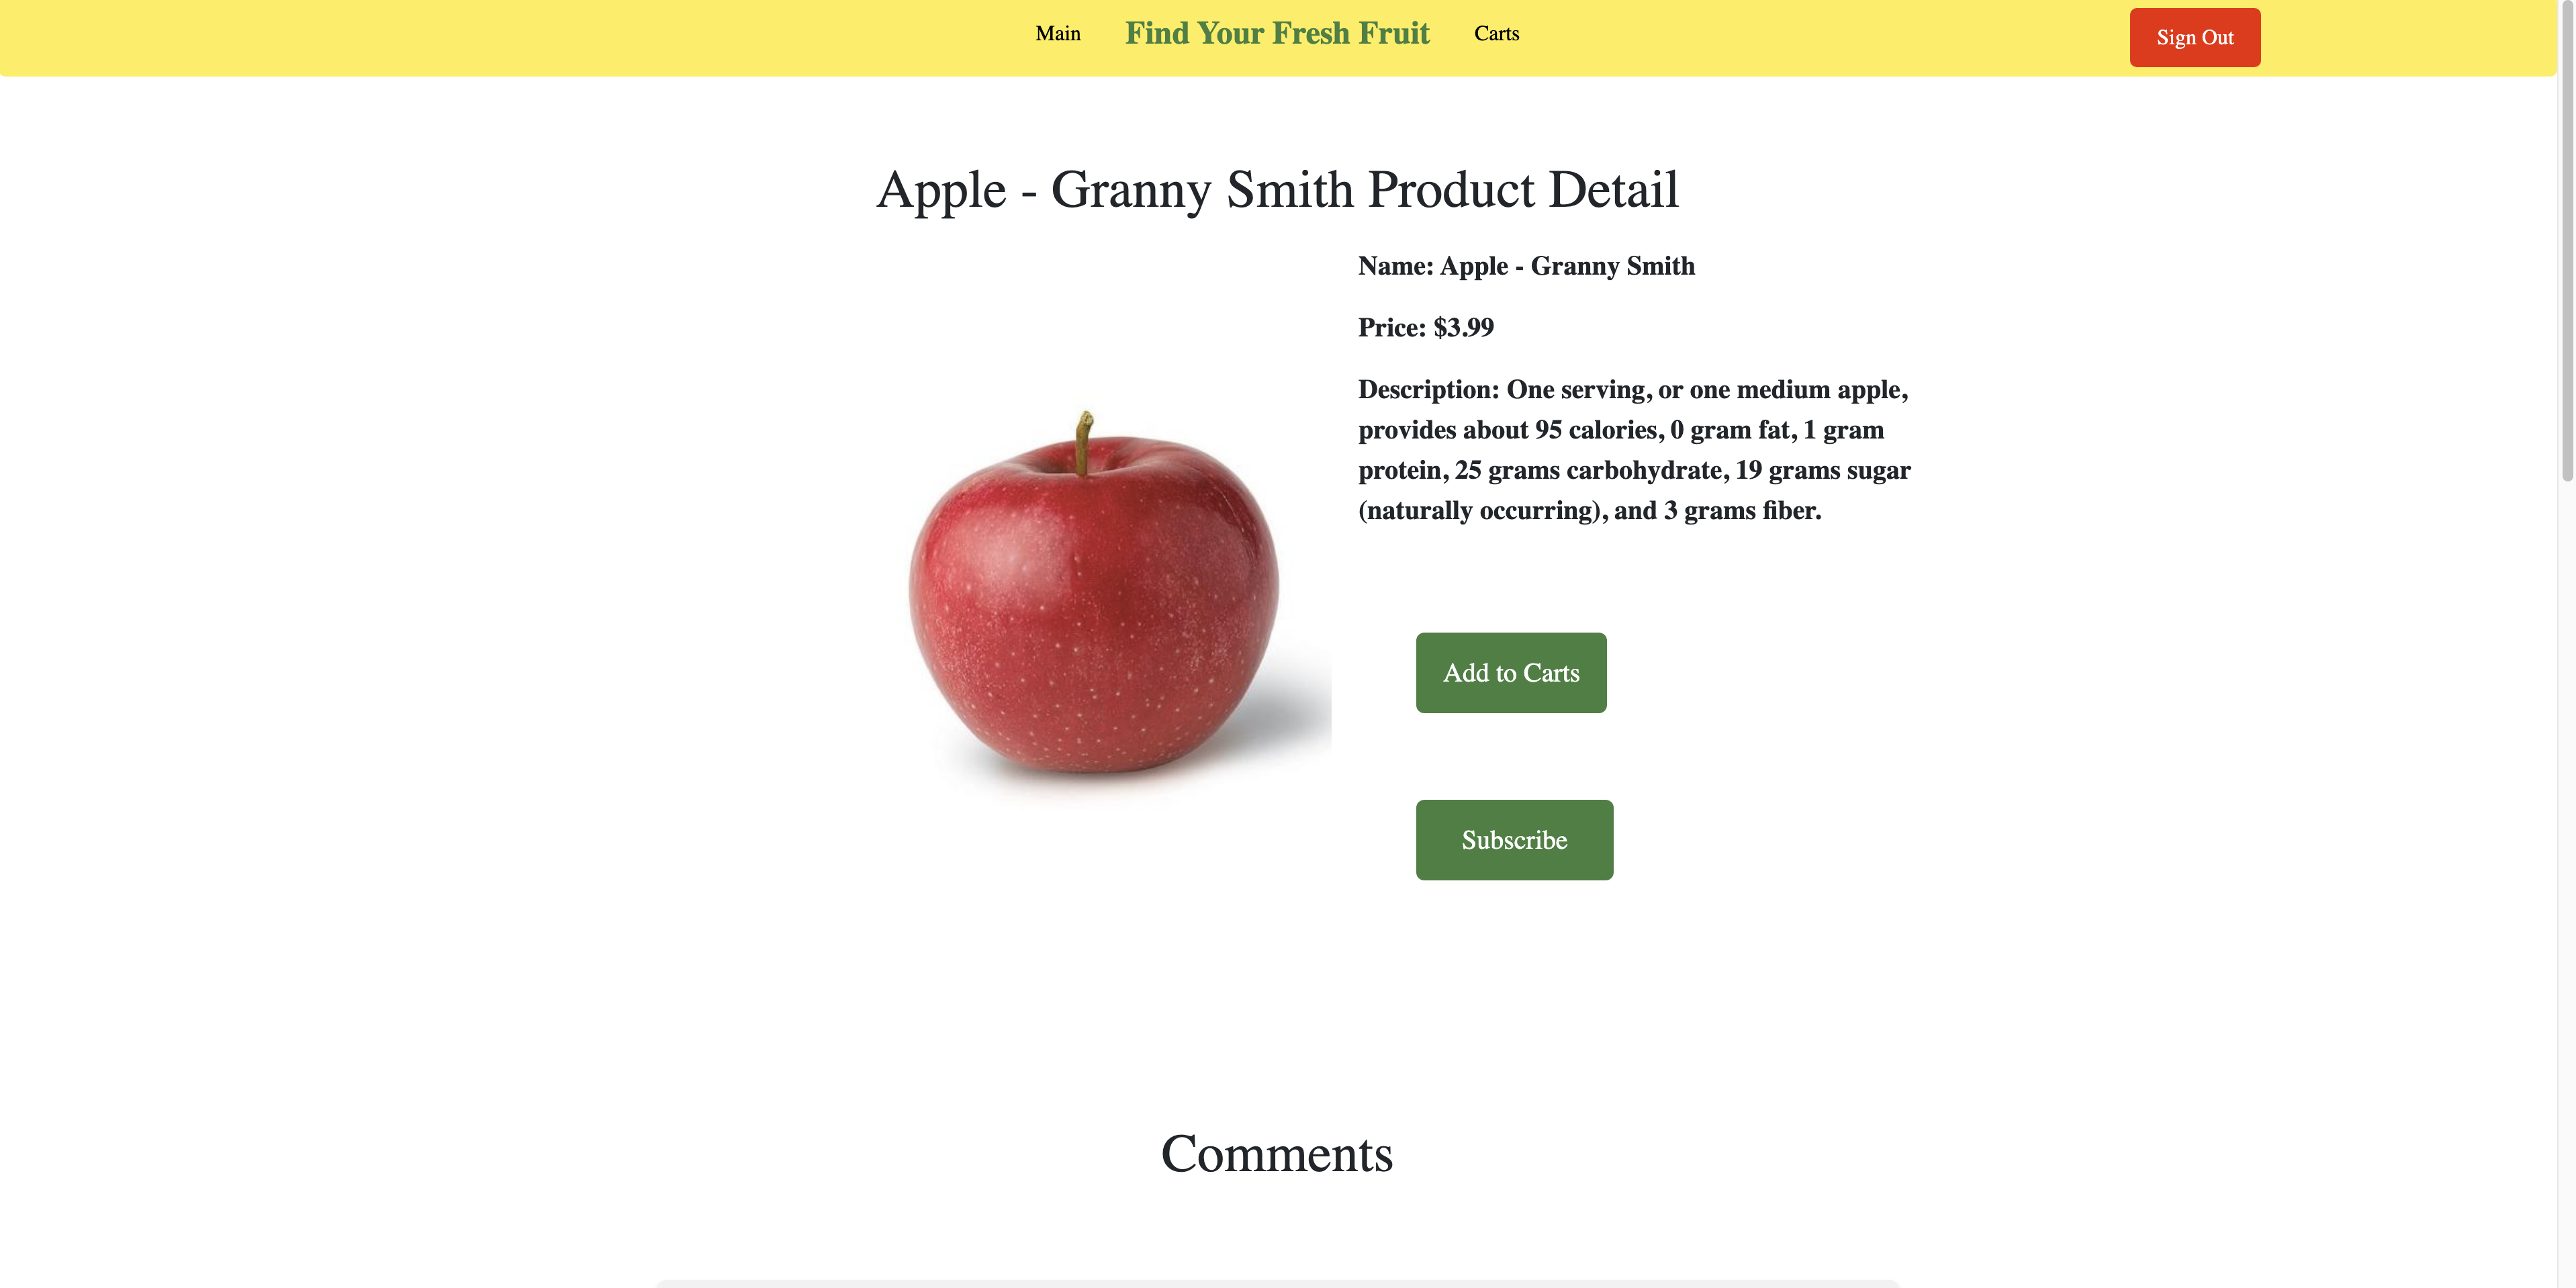 Main
Find Your Fresh Fruit
Carts
Sign Out
Apple - Granny Smith Product Detail
Name: Apple - Granny Smith
Price: $3.99
Description: One serving, or one medium apple,
provides about 95 calories, 0 gram fat, 1 gram
protein, 25 grams carbohydrate, 19 grams sugar
(naturally occurring), and 3 grams fiber.
Add to Carts
Subscribe
Comments